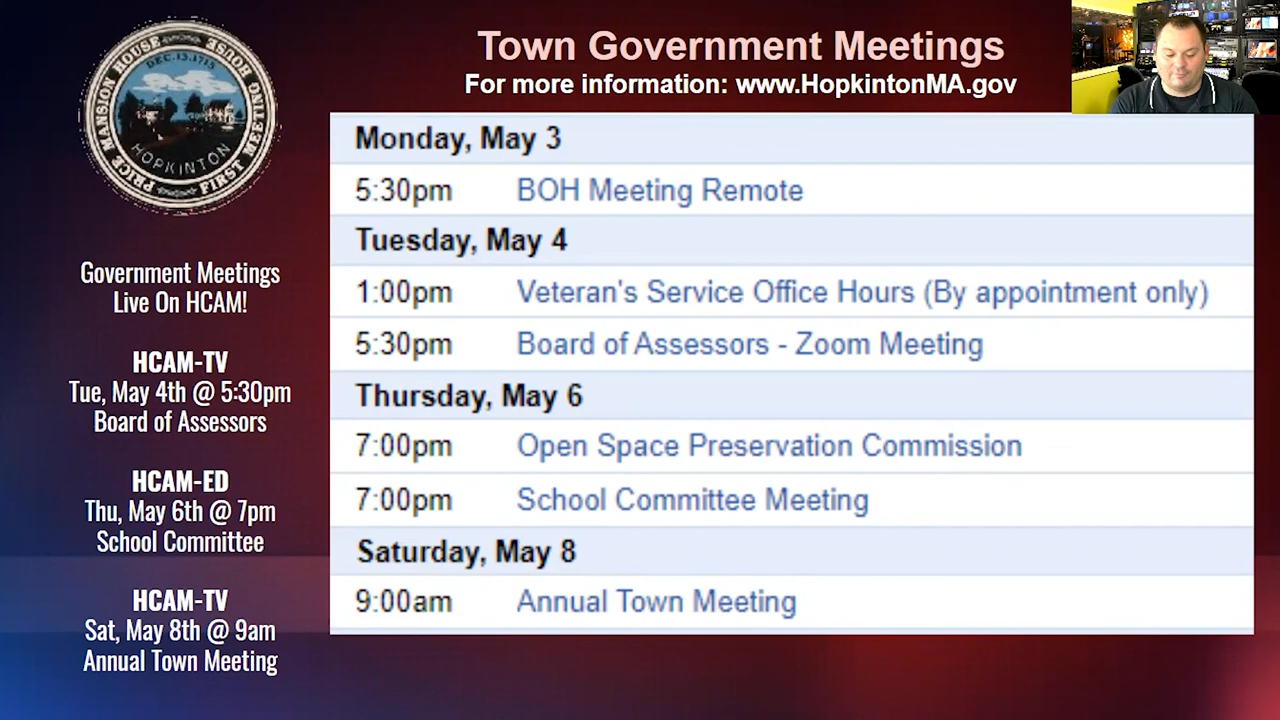 PRICE MANSION HOUSE
FIRST MEETING HOUSE
DEC. 13. 1715
HOPKINTON
Town Government Meetings
For more information: www.HopkintonMA.gov
Government Meetings
Live On HCAM!
HCAM-TV
Tue, May 4th @ 5:30pm
Board of Assessors
HCAM-ED
Thu, May 6th @ 7pm
School Committee
HCAM-TV
Sat, May 8th @ 9am
Annual Town Meeting
Monday, May 3
5:30pm BOH Meeting Remote
Tuesday, May 4
1:00pm Veteran's Service Office Hours (By appointment only)
5:30pm Board of Assessors - Zoom Meeting
Thursday, May 6
7:00pm Open Space Preservation Commission
7:00pm School Committee Meeting
Saturday, May 8
9:00am Annual Town Meeting